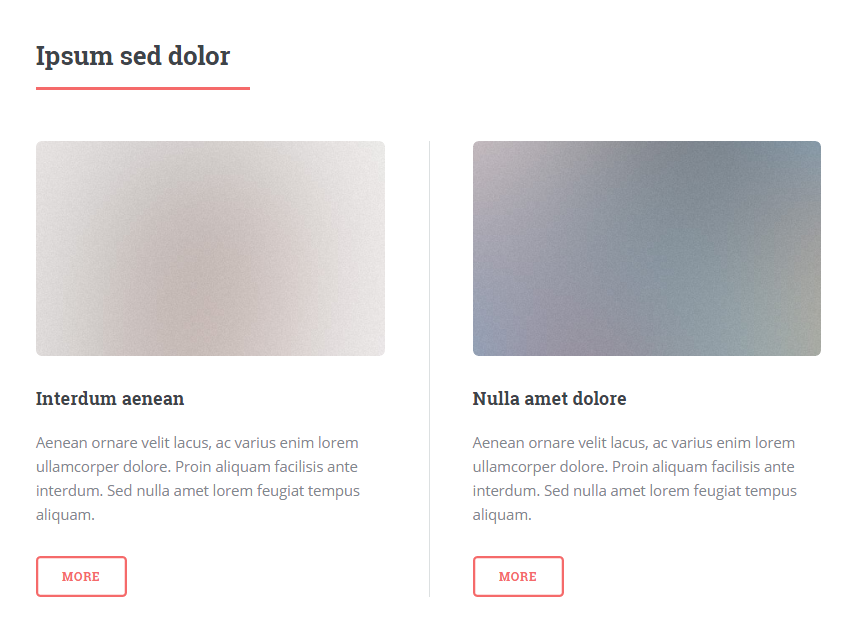 Ipsum sed dolor
Interdum aenean
Aenean ornare velit lacus, ac varius enim lorem
ullamcorper dolore. Proin aliquam facilisis ante
interdum. Sed nulla amet lorem feugiat tempus
aliquam.
MORE
Nulla amet dolore
Aenean ornare velit lacus, ac varius enim lorem
ullamcorper dolore. Proin aliquam facilisis ante
interdum. Sed nulla amet lorem feugiat tempus
aliquam.
MORE